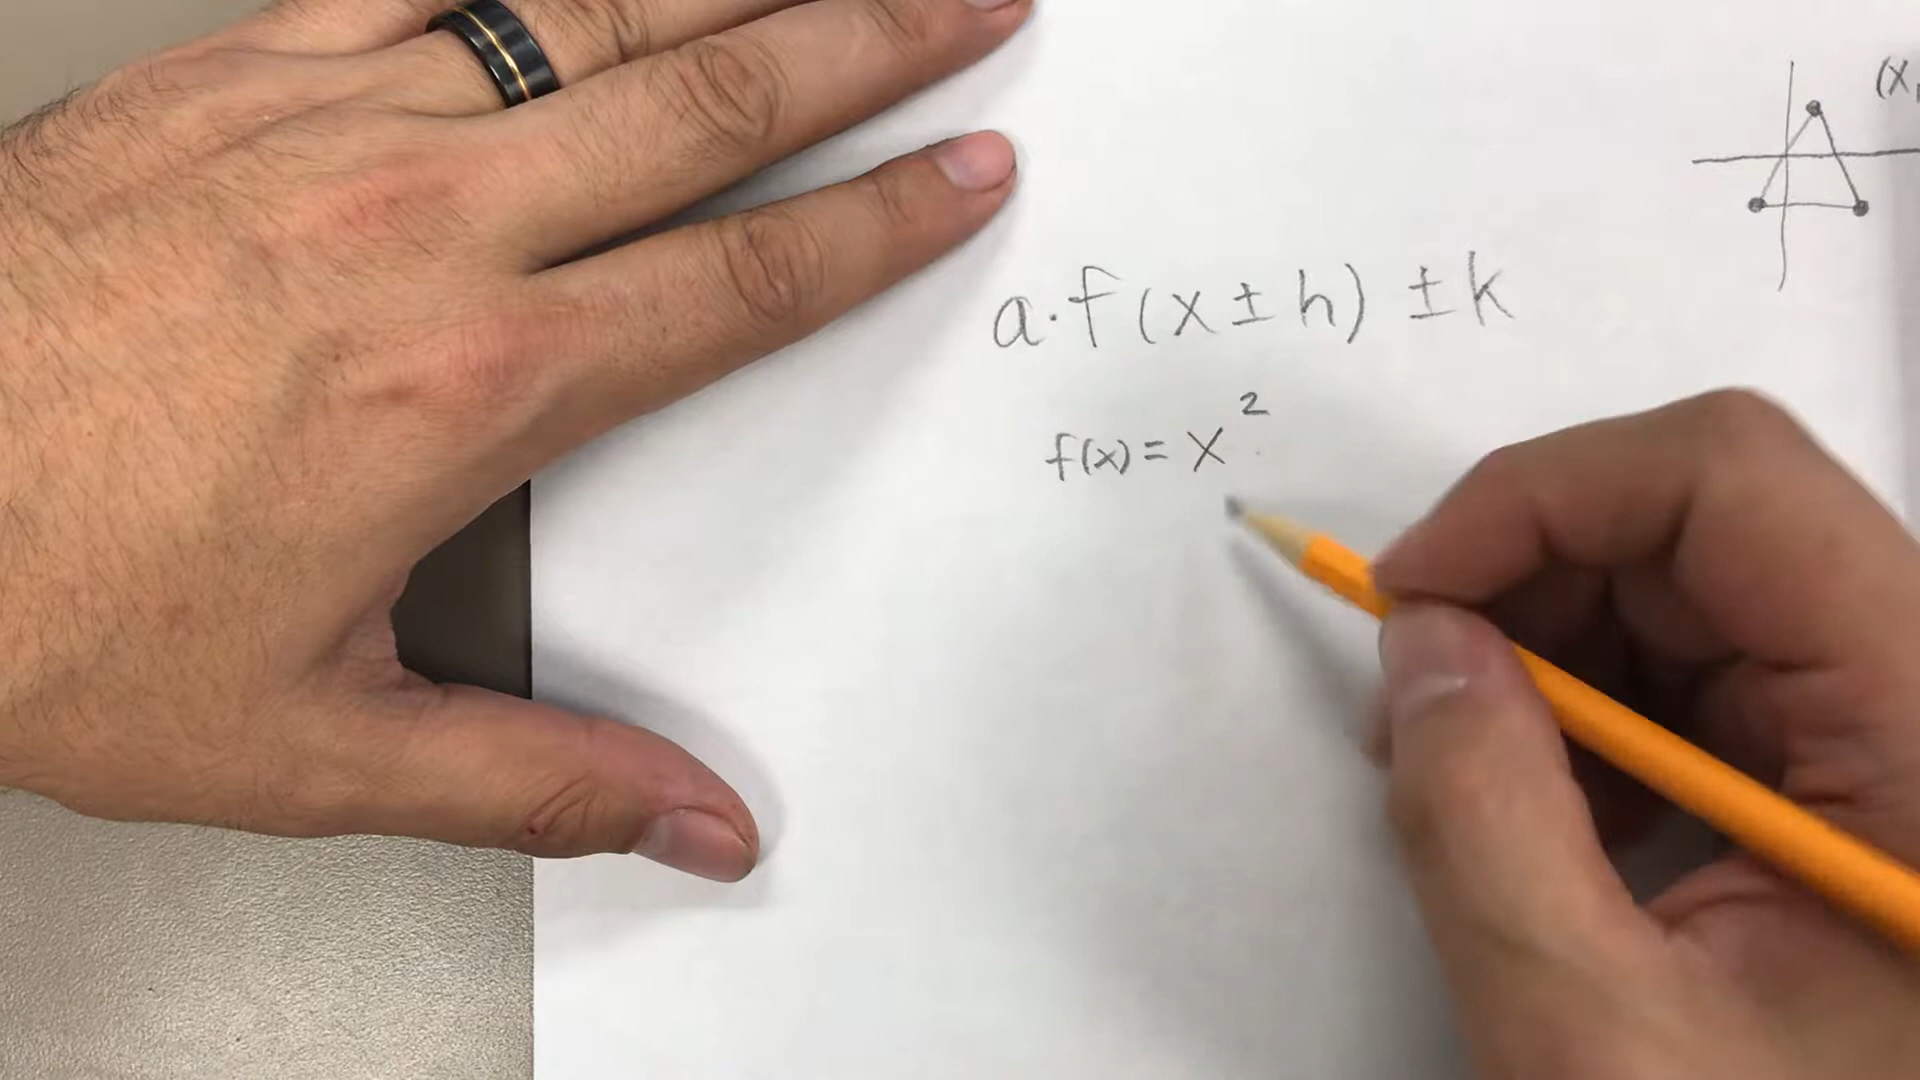 a·f(x±h) ±k
f(x) = x²